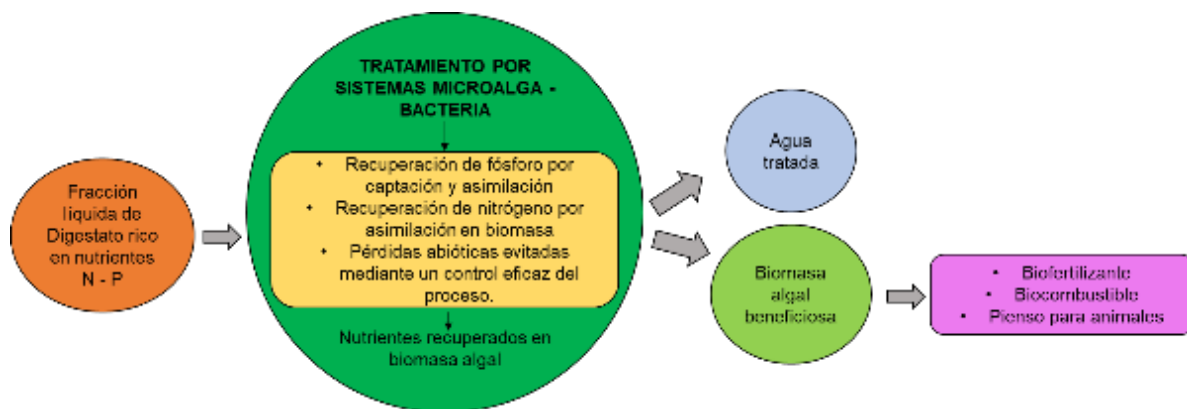 Fracción
líquida de
Digestato rico
en nutrientes
N - P
TRATAMIENTO POR
SISTEMAS MICROALGA -
BACTERIA
• Recuperación de fósforo por
captación y asimilación
• Recuperación de nitrógeno por
asimilación en biomasa
• Pérdidas abióticas evitadas
mediante un control eficaz del
proceso.
Nutrientes recuperados en
biomasa algal
Agua
tratada
Biomasa
algal
beneficiosa
• Biofertilizante
• Biocombustible
• Pienso para animales